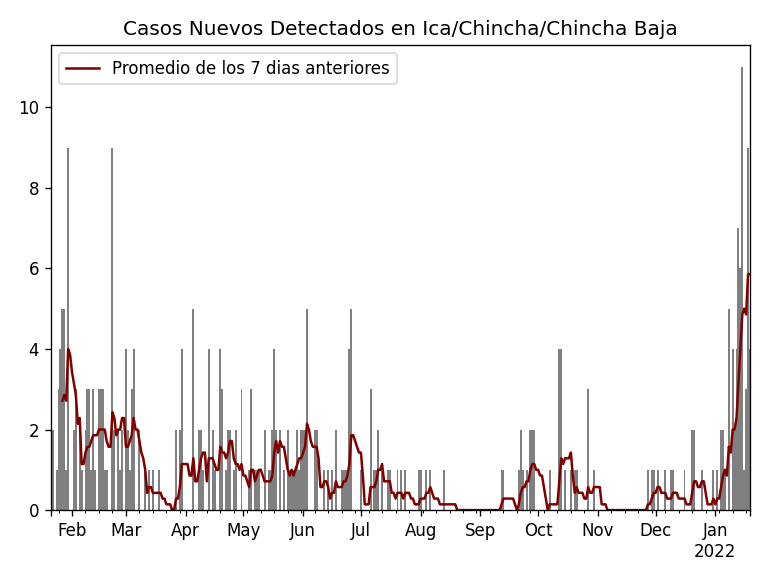 Casos Nuevos Detectados en Ica/Chincha/Chincha Baja
Promedio de los 7 dias anteriores
10
8
6
4
2
0
Feb Mar Apr May Jun Jul Aug Sep Oct Nov Dec Jan
2022